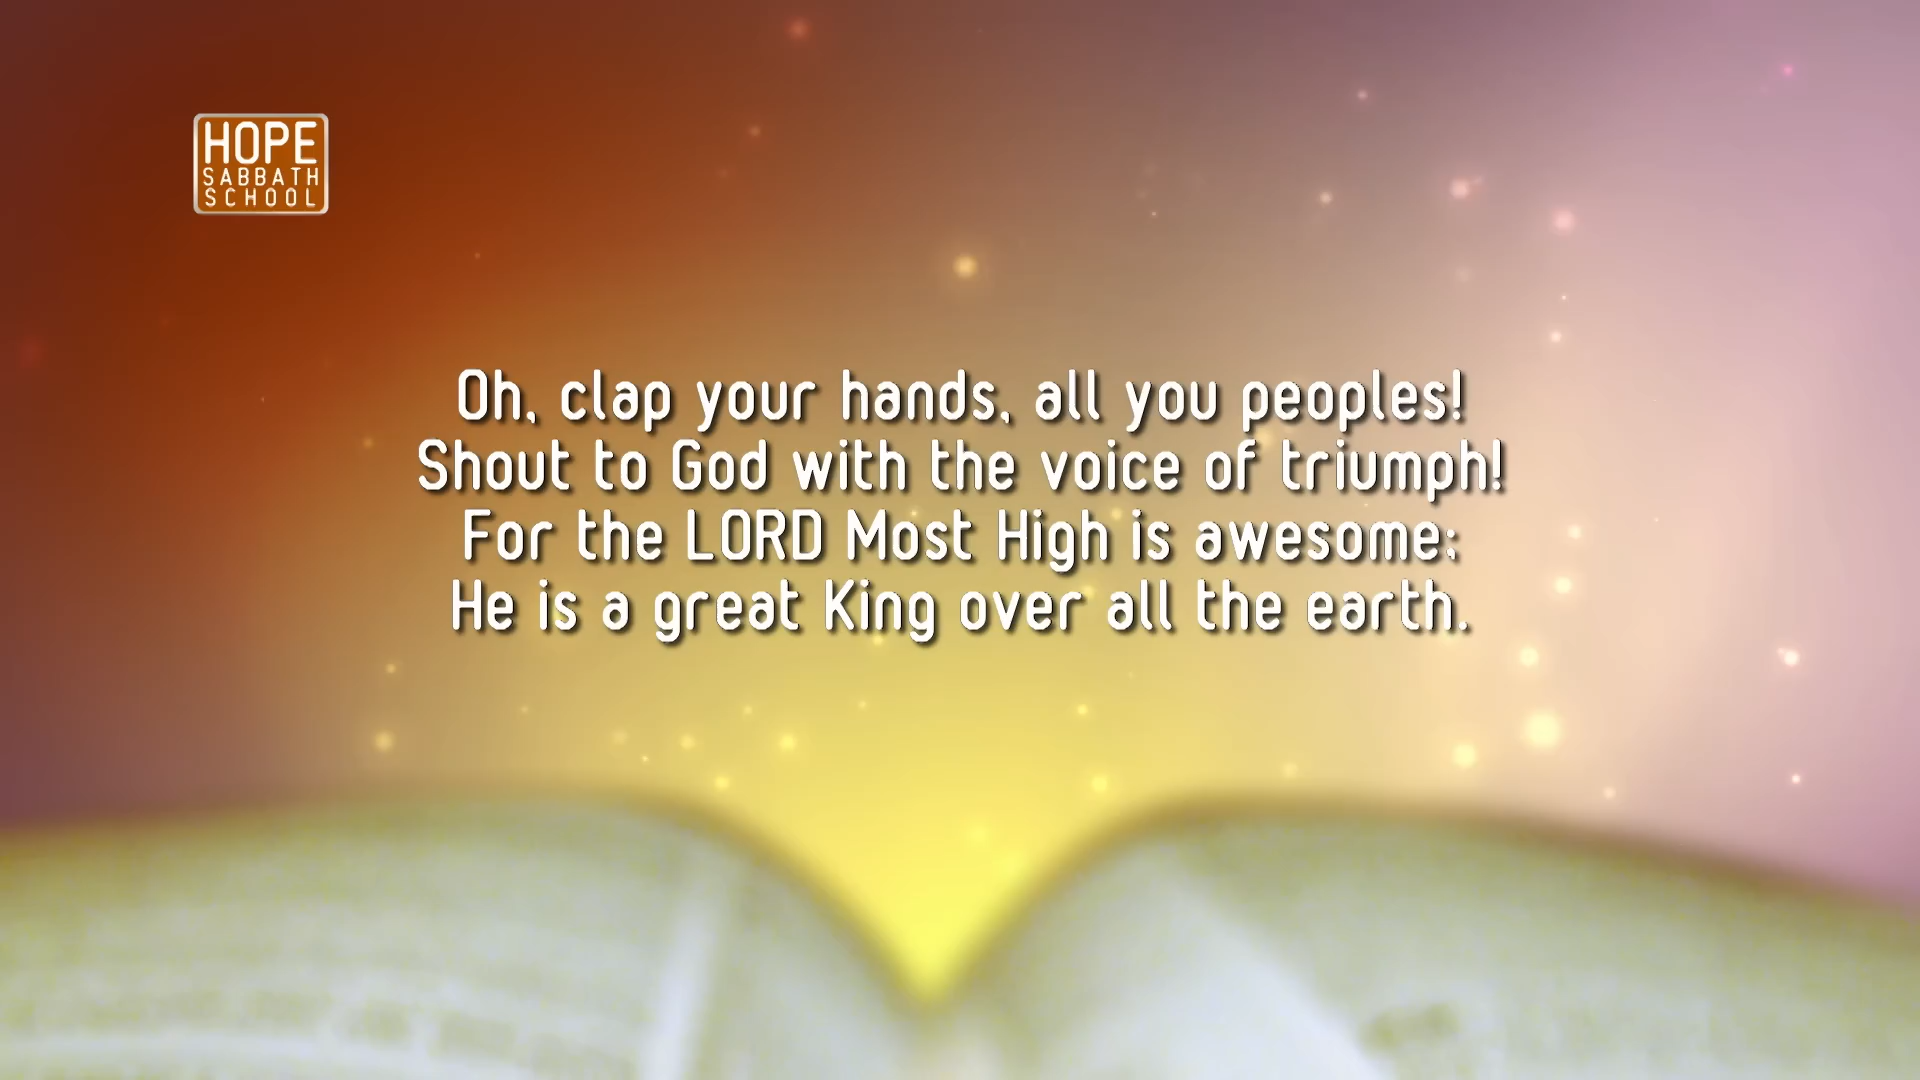 HOPE
SABBATH
SCHOOL
Oh, clap your hands, all you peoples!
Shout to God with the voice of triumph!
For the LORD Most High is awesome;
He is a great King over all the earth.